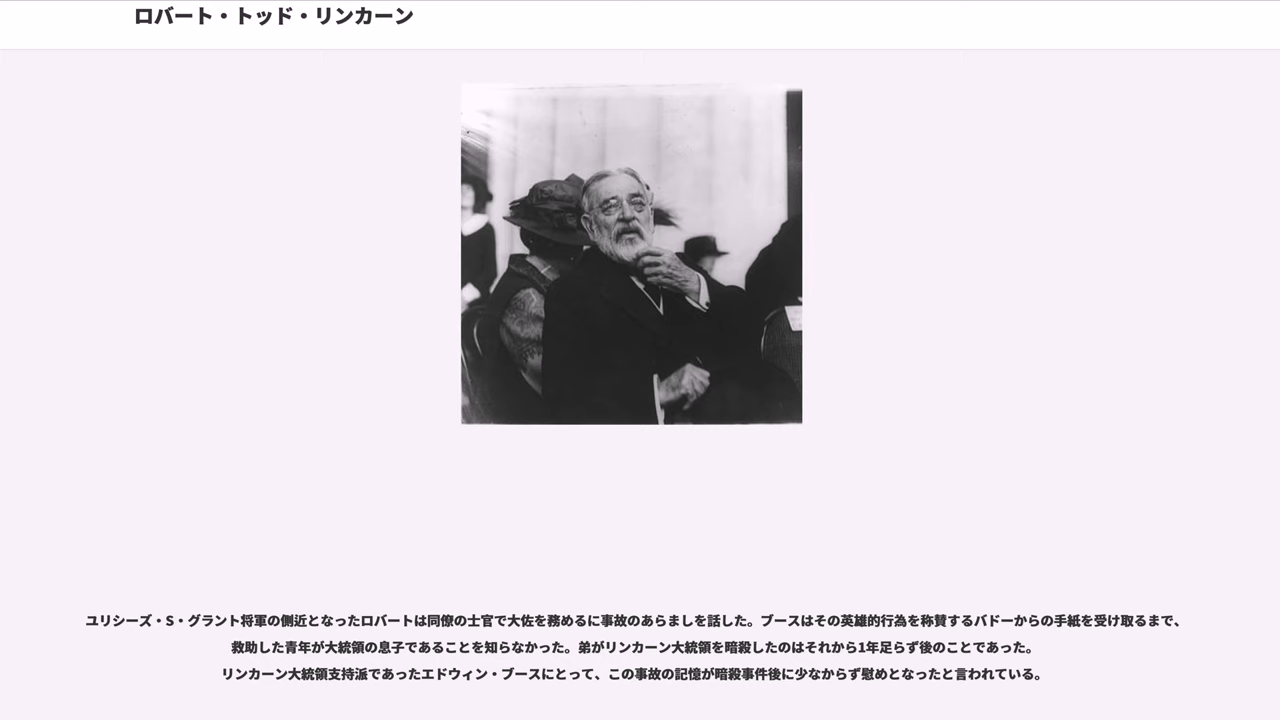 ロバート・トッド・リンカーン
ユリシーズ・S・グラント将軍の側近となったロバートは同僚の士官で大佐を務めるに事故のあらましを話した。ブースはその英雄的行為を称賛するバドーからの手紙を受け取るまで、
救助した青年が大統領の息子であることを知らなかった。弟がリンカーン大統領を暗殺したのはそれから1年足らず後のことであった。
リンカーン大統領支持派であったエドウィン・ブースにとって、この事故の記憶が暗殺事件後に少なからず慰めとなったと言われている。